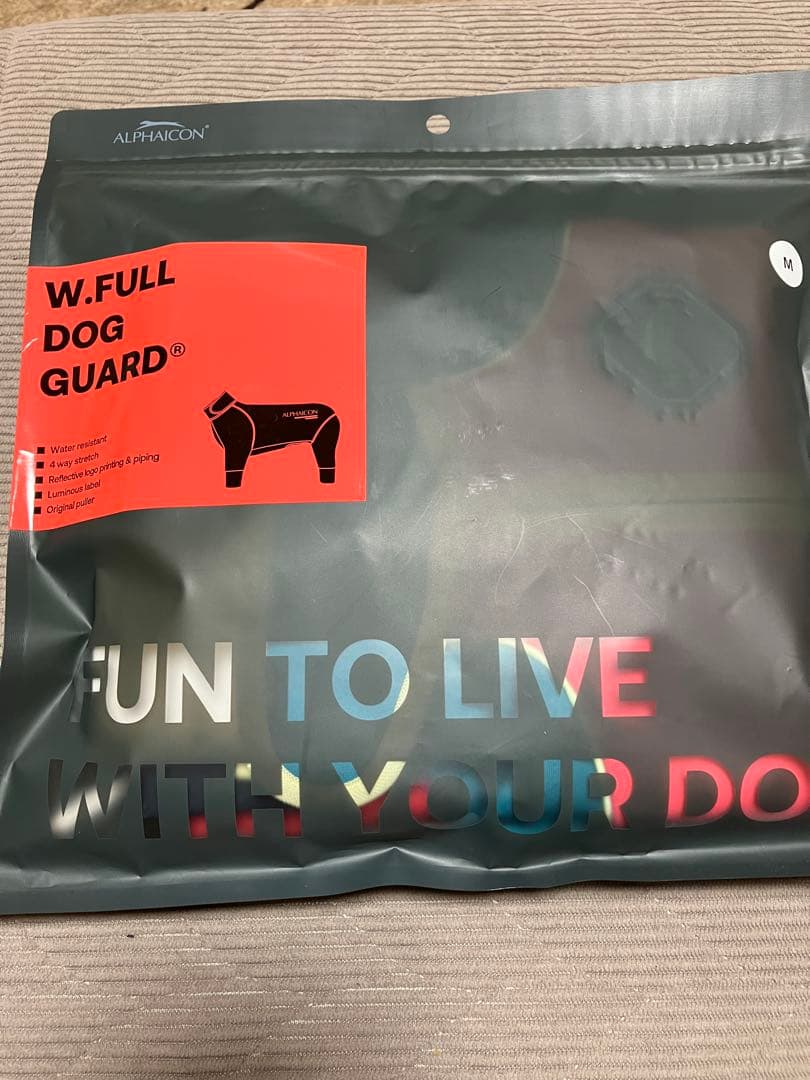 ALPHAICON®
M
W.FULL
DOG
GUARD®
ALPHAICON
Water resistant
4 way stretch
Reflective logo printing & piping
Luminous label
Original puller
FUN TO LIVE
WITH YOUR DO